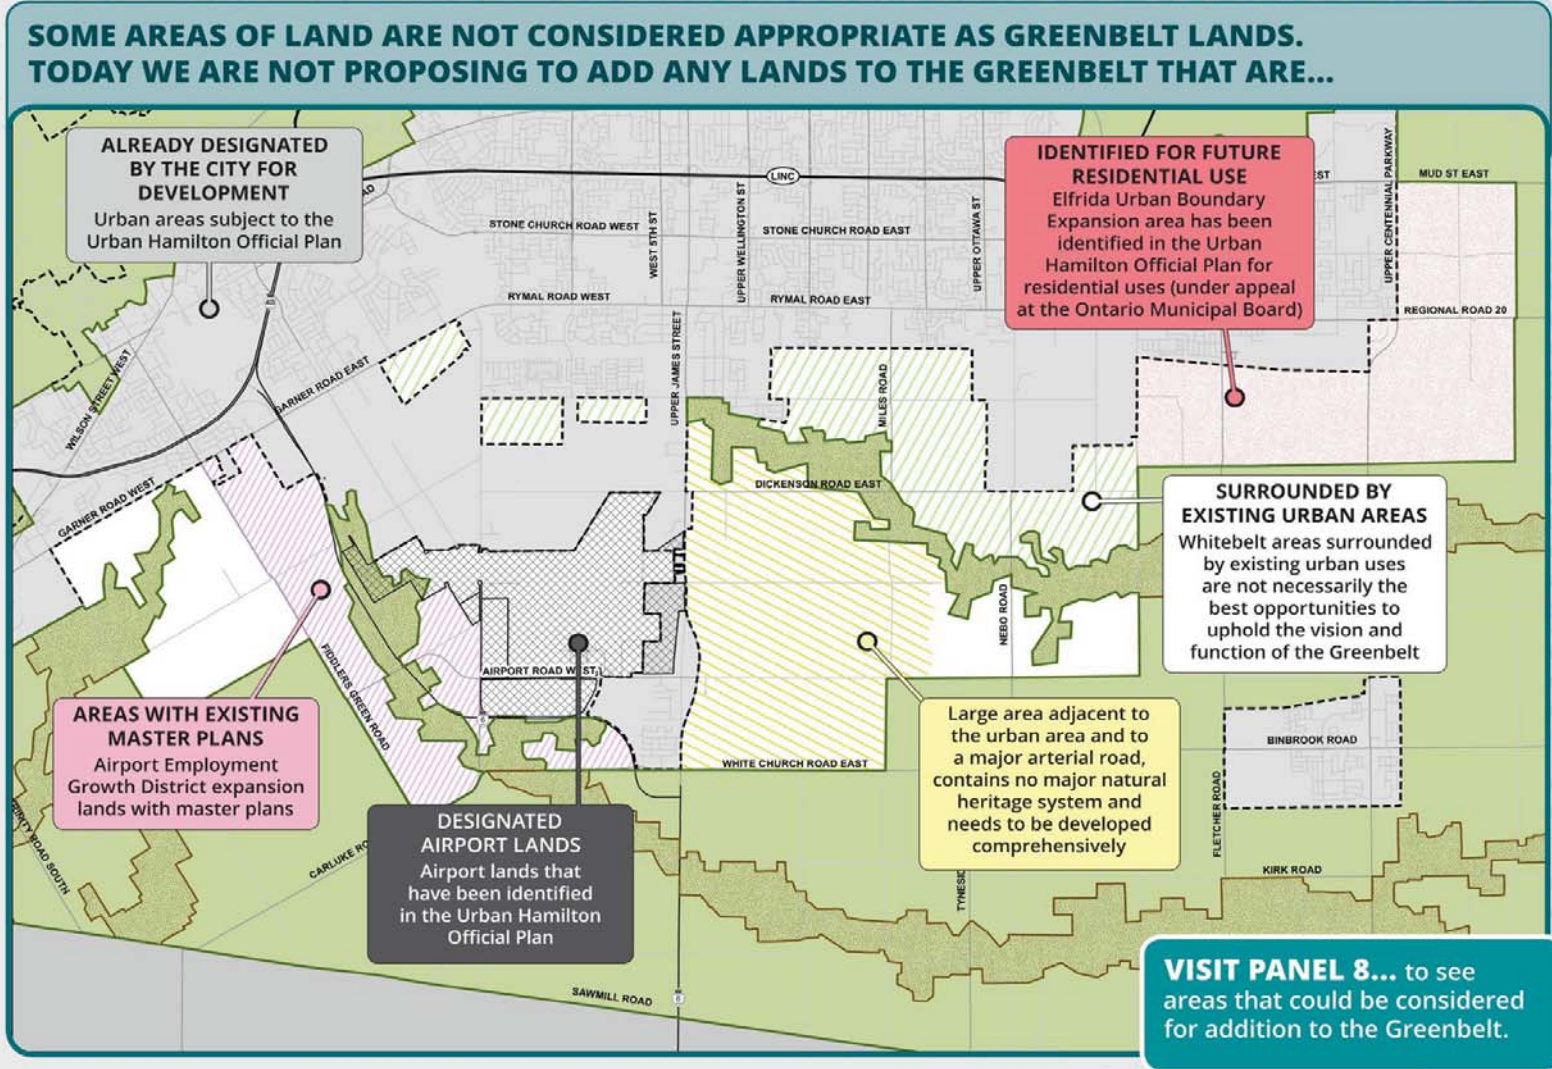 SOME AREAS OF LAND ARE NOT CONSIDERED APPROPRIATE AS GREENBELT LANDS.
TODAY WE ARE NOT PROPOSING TO ADD ANY LANDS TO THE GREENBELT THAT ARE...
ALREADY DESIGNATED
BY THE CITY FOR
DEVELOPMENT
Urban areas subject to the
Urban Hamilton Official Plan
IDENTIFIED FOR FUTURE
RESIDENTIAL USE
Elfrida Urban Boundary
Expansion area has been
identified in the Urban
Hamilton Official Plan for
residential uses (under appeal
at the Ontario Municipal Board)
LINC
STONE CHURCH ROAD WEST
WEST 5TH ST
UPPER WELLINGTON ST
STONE CHURCH ROAD EAST
UPPER OTTAWA ST
UPPER CENTENNIAL PARKWAY
MUD ST EAST
RYMAL ROAD WEST
RYMAL ROAD EAST
REGIONAL ROAD 20
UPPER JAMES STREET
MILES ROAD
WILSON STREET WEST
GARNER ROAD EAST
GARNER ROAD WEST
DICKENSON ROAD EAST
SURROUNDED BY
EXISTING URBAN AREAS
Whitebelt areas surrounded
by existing urban uses
are not necessarily the
best opportunities to
uphold the vision and
function of the Greenbelt
NEBO ROAD
FIDDLERS GREEN ROAD
AIRPORT ROAD WEST
6
AREAS WITH EXISTING
MASTER PLANS
Airport Employment
Growth District expansion
lands with master plans
Large area adjacent to
the urban area and to
a major arterial road,
contains no major natural
heritage system and
needs to be developed
comprehensively
WHITE CHURCH ROAD EAST
BINBROOK ROAD
FLETCHER ROAD
DESIGNATED
AIRPORT LANDS
Airport lands that
have been identified
in the Urban Hamilton
Official Plan
CARLUKE RO
ROAD SOUTH
TYNESID
KIRK ROAD
SAWMILL ROAD
6
VISIT PANEL 8... to see
areas that could be considered
for addition to the Greenbelt.